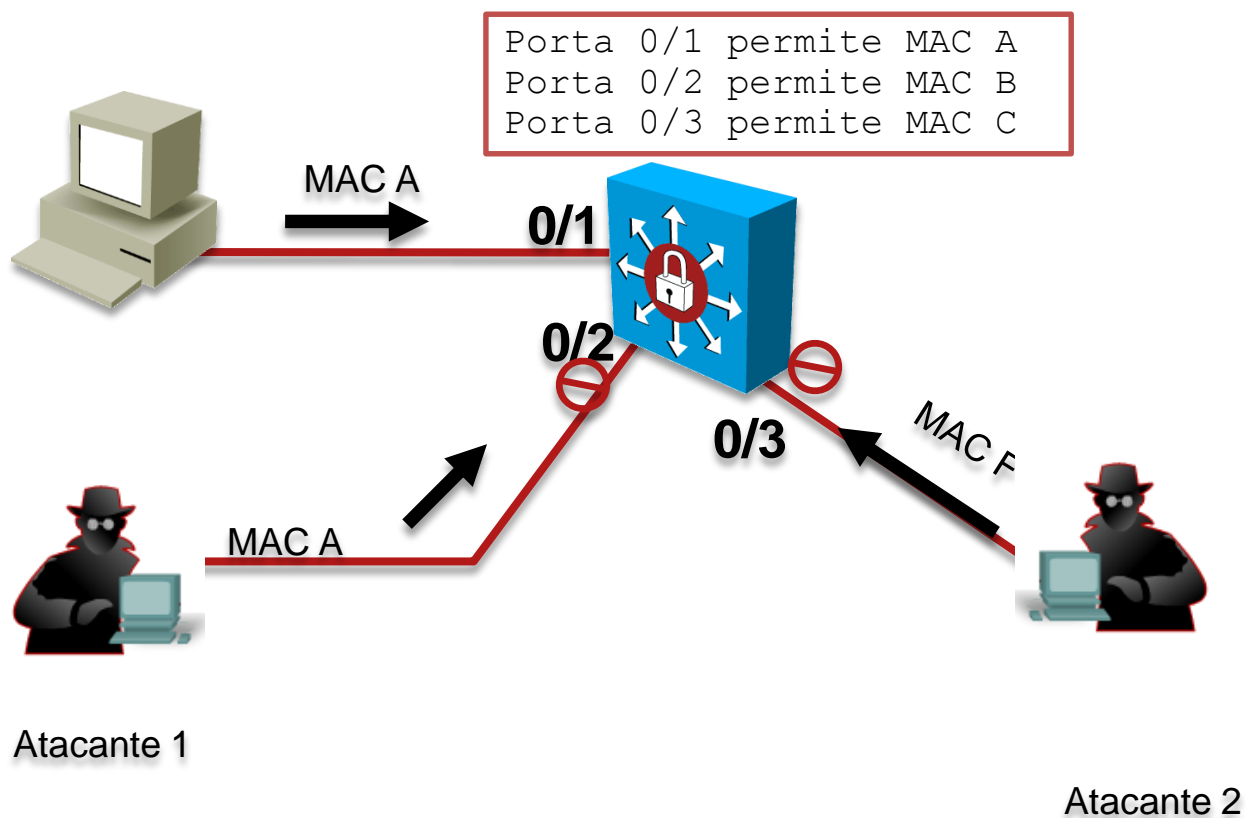 Porta 0/1 permite MAC A
Porta 0/2 permite MAC B
Porta 0/3 permite MAC C
MAC A
0/1
0/2
0/3
MAC
MAC A
Atacante 1
Atacante 2